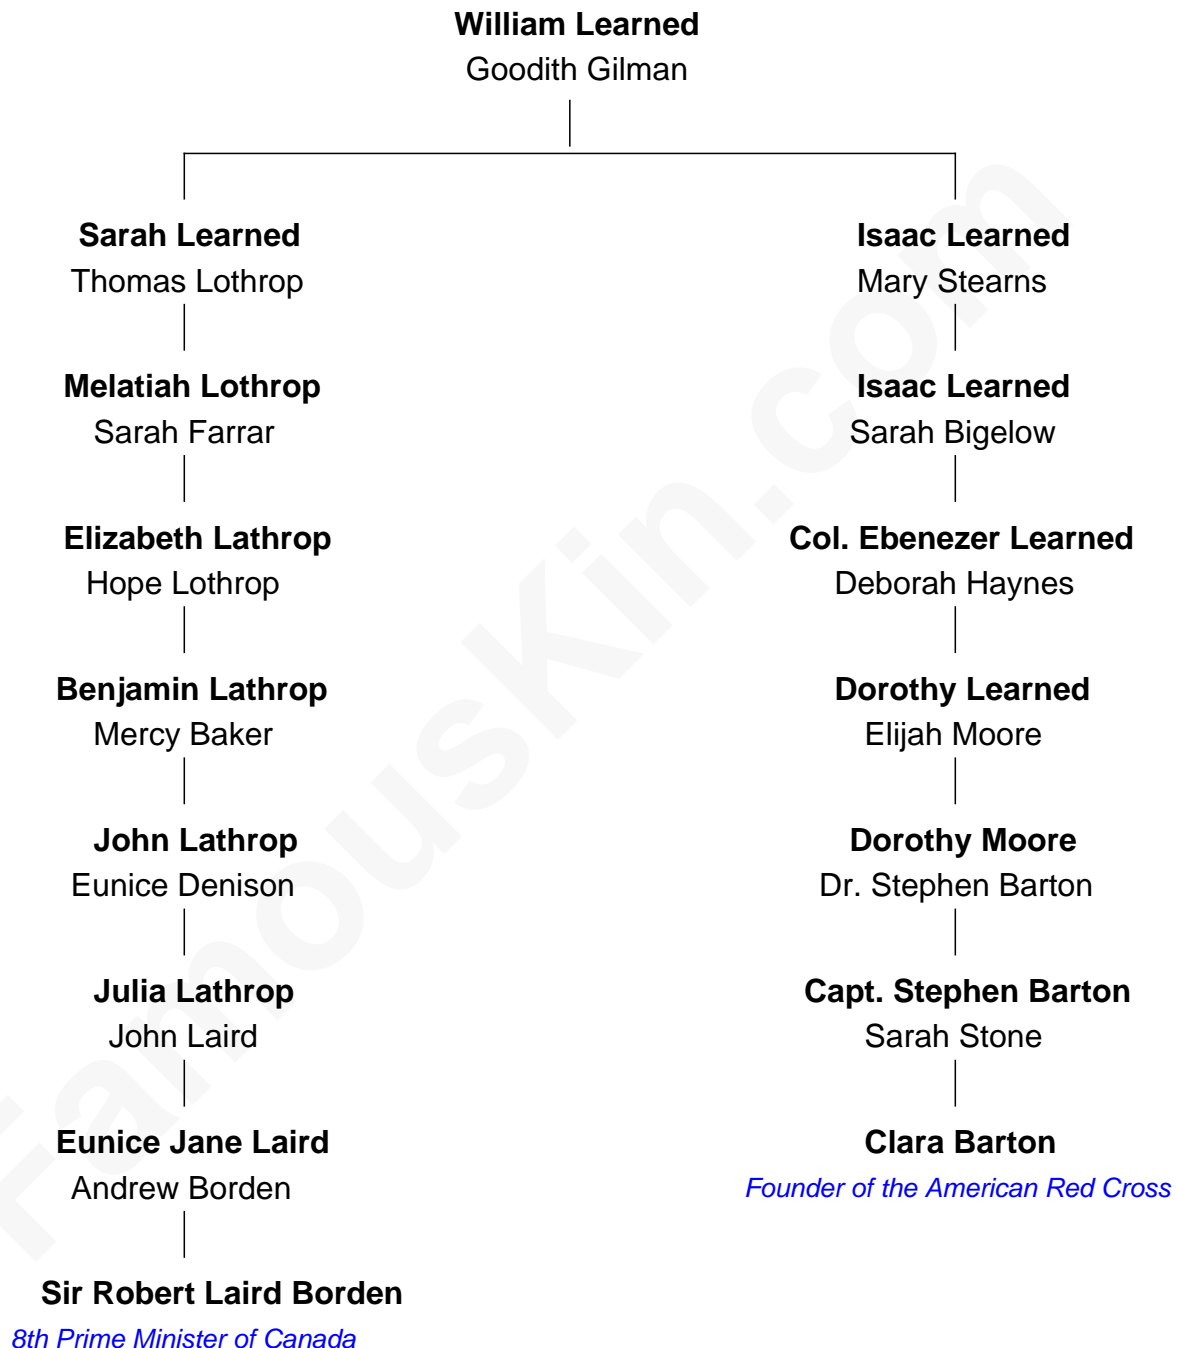 William Learned
Goodith Gilman
Sarah Learned
Thomas Lothrop
Isaac Learned
Mary Stearns
Melatiah Lothrop
Sarah Farrar
Isaac Learned
Sarah Bigelow
Elizabeth Lathrop
Hope Lothrop
Col. Ebenezer Learned
Deborah Haynes
Benjamin Lathrop
Mercy Baker
Dorothy Learned
Elijah Moore
John Lathrop
Eunice Denison
Dorothy Moore
Dr. Stephen Barton
Julia Lathrop
John Laird
Capt. Stephen Barton
Sarah Stone
Eunice Jane Laird
Andrew Borden
Clara Barton
Founder of the American Red Cross
Sir Robert Laird Borden
8th Prime Minister of Canada
FamousKin.com